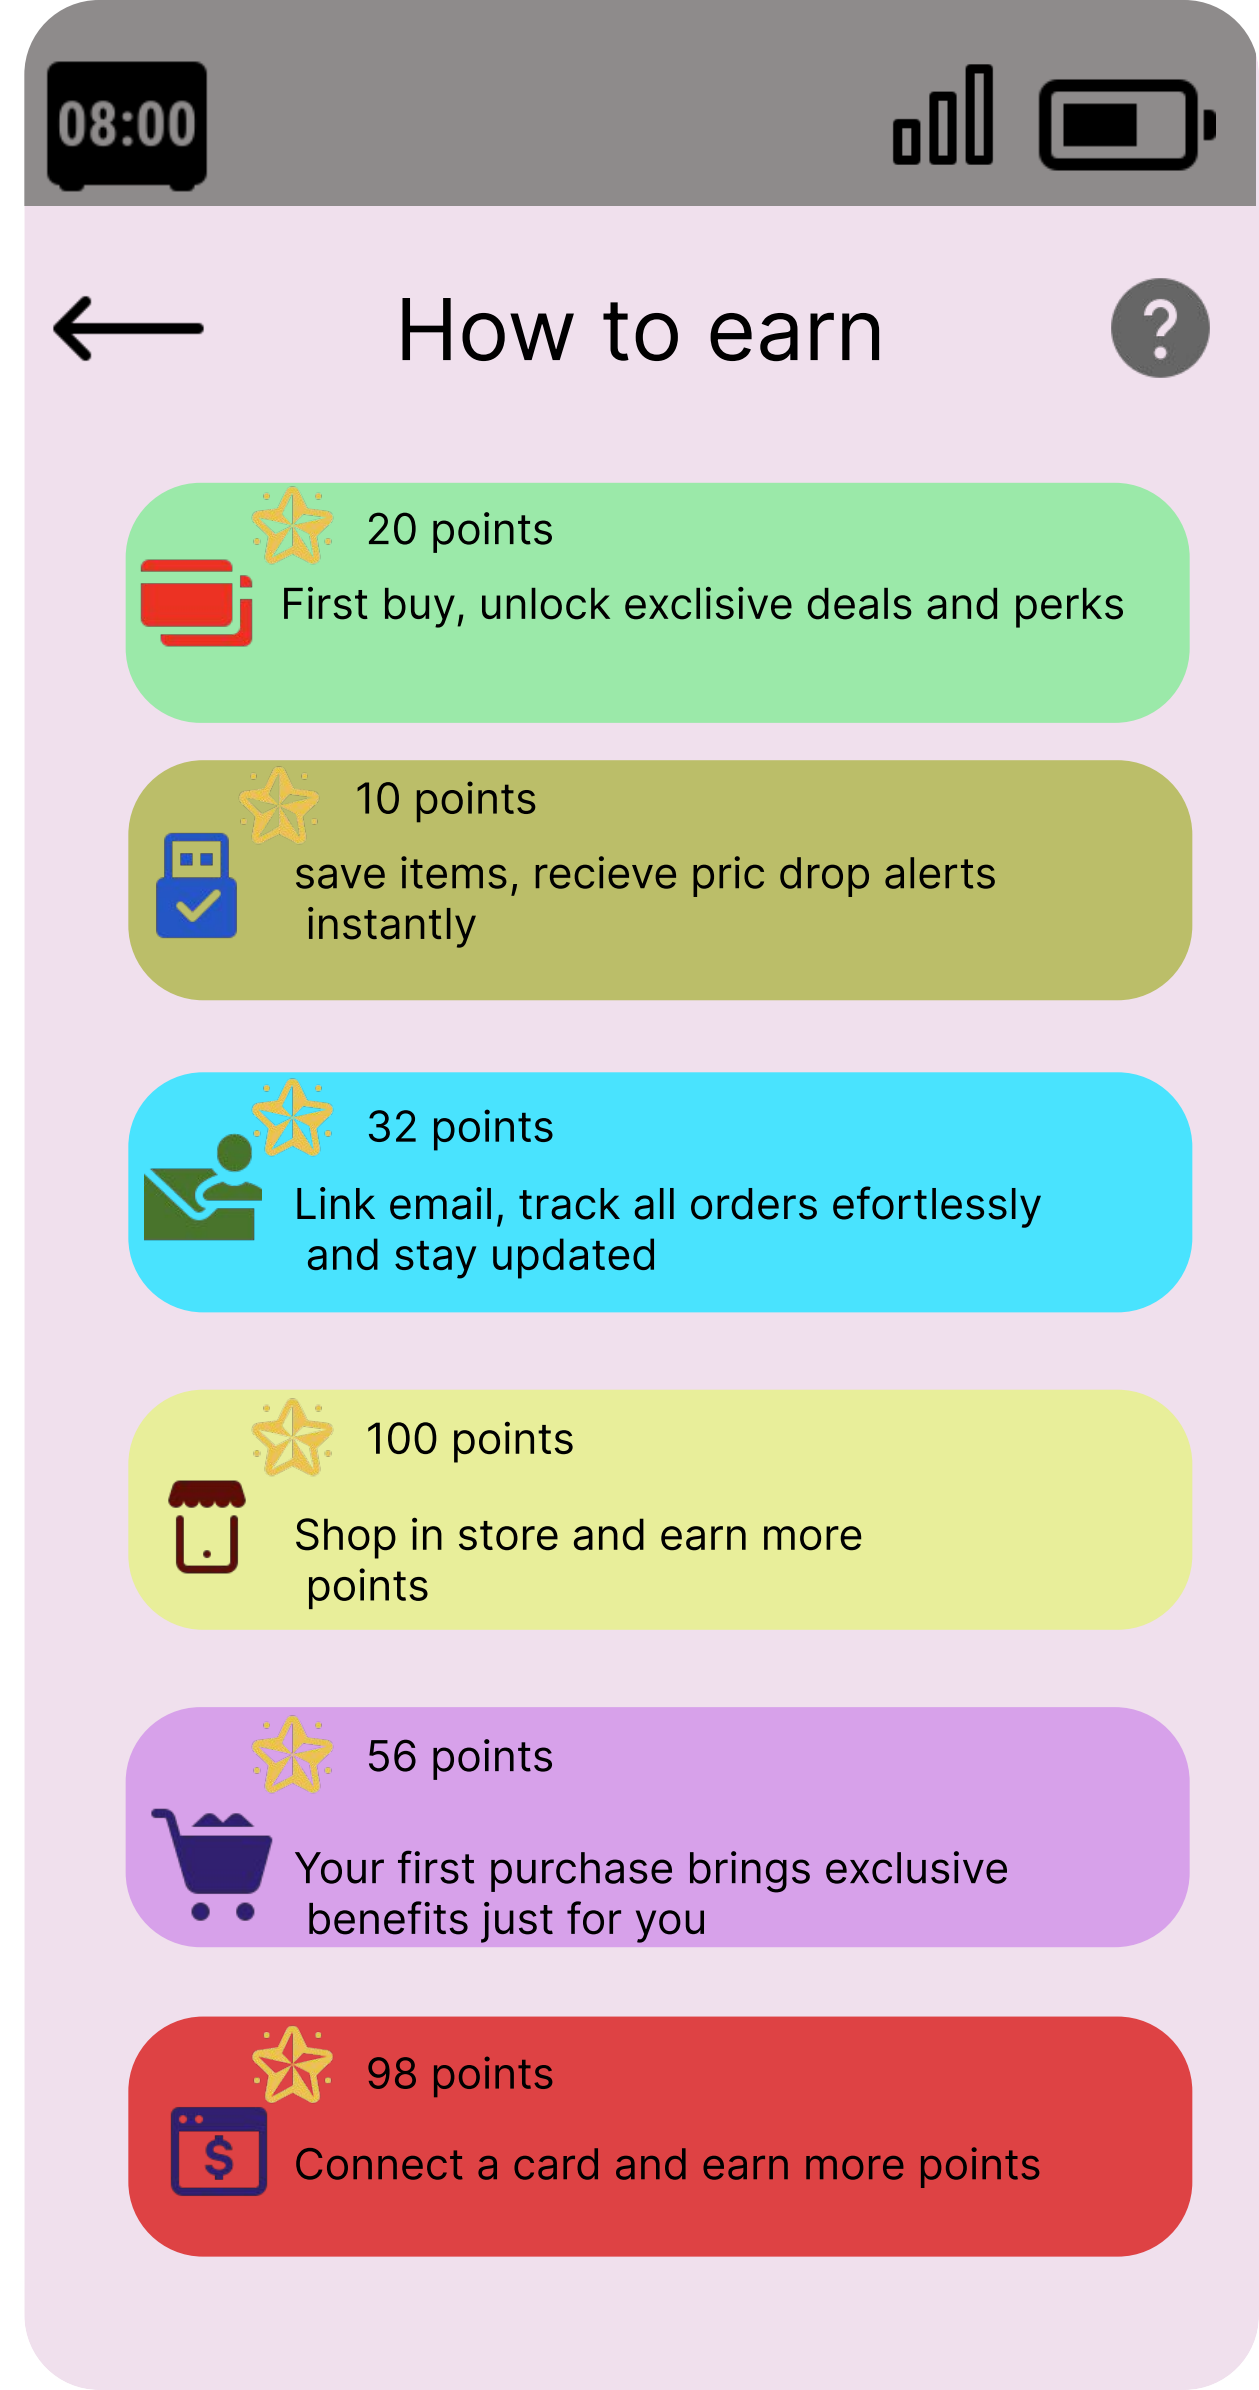 08:00
How to earn
?
20 points
First buy, unlock exclisive deals and perks
10 points
save items, recieve pric drop alerts
instantly
32 points
Link email, track all orders efortlessly
and stay updated
100 points
Shop in store and earn more
points
56 points
Your first purchase brings exclusive
benefits just for you
98 points
$
Connect a card and earn more points